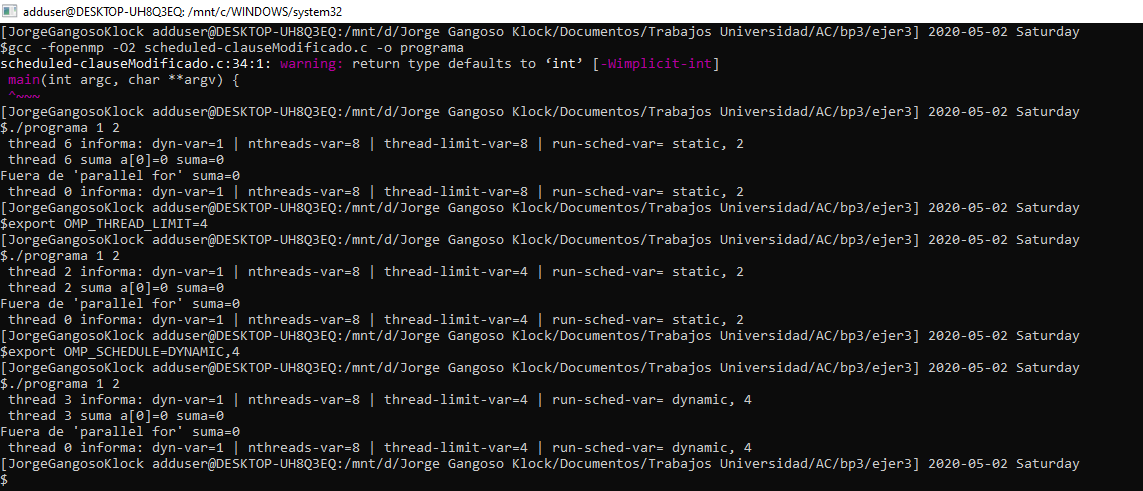 adduser@DESKTOP-UH8Q3EQ: /mnt/c/WINDOWS/system32
[JorgeGangosoKlock adduser@DESKTOP-UH8Q3EQ:/mnt/d/Jorge Gangoso Klock/Documentos/Trabajos Universidad/AC/bp3/ejer3] 2020-05-02 Saturday
$gcc -fopenmp -O2 scheduled-clauseModificado.c -o programa
scheduled-clauseModificado.c:34:1: warning: return type defaults to ‘int’ [-Wimplicit-int]
 main(int argc, char **argv) {
 ^~~~
[JorgeGangosoKlock adduser@DESKTOP-UH8Q3EQ:/mnt/d/Jorge Gangoso Klock/Documentos/Trabajos Universidad/AC/bp3/ejer3] 2020-05-02 Saturday
$./programa 1 2
 thread 6 informa: dyn-var=1 | nthreads-var=8 | thread-limit-var=8 | run-sched-var= static, 2
 thread 6 suma a[0]=0 suma=0
Fuera de 'parallel for' suma=0
 thread 0 informa: dyn-var=1 | nthreads-var=8 | thread-limit-var=8 | run-sched-var= static, 2
[JorgeGangosoKlock adduser@DESKTOP-UH8Q3EQ:/mnt/d/Jorge Gangoso Klock/Documentos/Trabajos Universidad/AC/bp3/ejer3] 2020-05-02 Saturday
$export OMP_THREAD_LIMIT=4
[JorgeGangosoKlock adduser@DESKTOP-UH8Q3EQ:/mnt/d/Jorge Gangoso Klock/Documentos/Trabajos Universidad/AC/bp3/ejer3] 2020-05-02 Saturday
$./programa 1 2
 thread 2 informa: dyn-var=1 | nthreads-var=8 | thread-limit-var=4 | run-sched-var= static, 2
 thread 2 suma a[0]=0 suma=0
Fuera de 'parallel for' suma=0
 thread 0 informa: dyn-var=1 | nthreads-var=8 | thread-limit-var=4 | run-sched-var= static, 2
[JorgeGangosoKlock adduser@DESKTOP-UH8Q3EQ:/mnt/d/Jorge Gangoso Klock/Documentos/Trabajos Universidad/AC/bp3/ejer3] 2020-05-02 Saturday
$export OMP_SCHEDULE=DYNAMIC,4
[JorgeGangosoKlock adduser@DESKTOP-UH8Q3EQ:/mnt/d/Jorge Gangoso Klock/Documentos/Trabajos Universidad/AC/bp3/ejer3] 2020-05-02 Saturday
$./programa 1 2
 thread 3 informa: dyn-var=1 | nthreads-var=8 | thread-limit-var=4 | run-sched-var= dynamic, 4
 thread 3 suma a[0]=0 suma=0
Fuera de 'parallel for' suma=0
 thread 0 informa: dyn-var=1 | nthreads-var=8 | thread-limit-var=4 | run-sched-var= dynamic, 4
[JorgeGangosoKlock adduser@DESKTOP-UH8Q3EQ:/mnt/d/Jorge Gangoso Klock/Documentos/Trabajos Universidad/AC/bp3/ejer3] 2020-05-02 Saturday
$